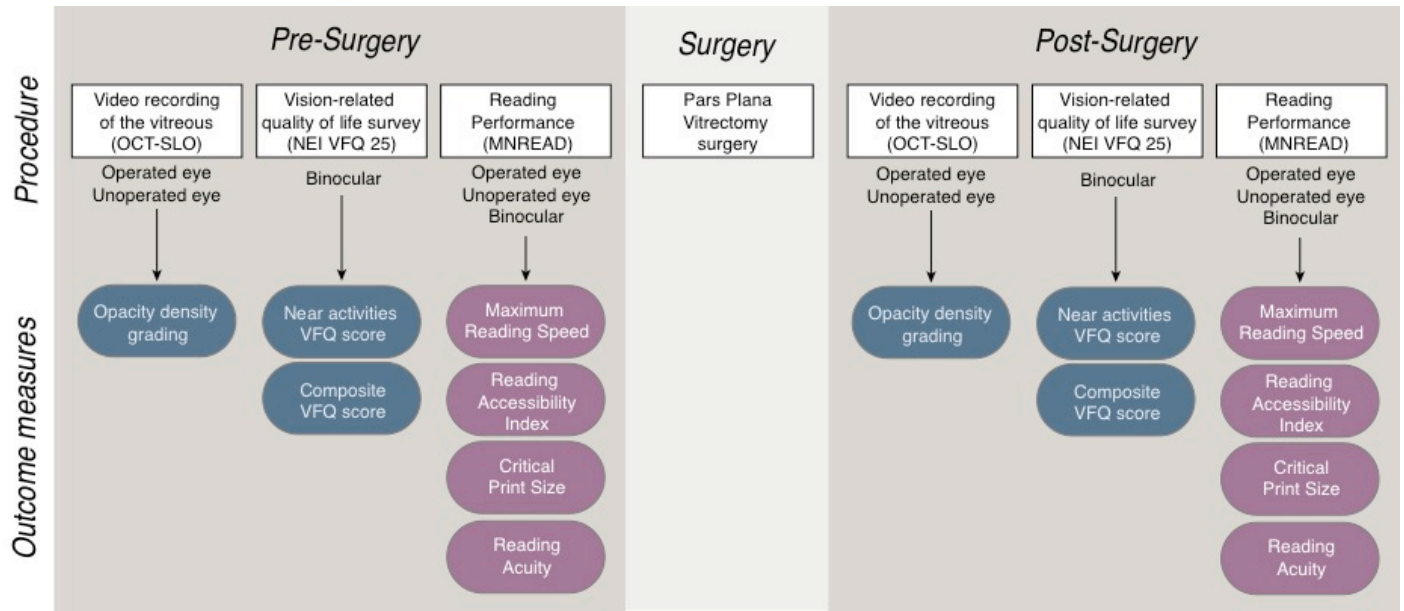 Pre-Surgery
Surgery
Post-Surgery
Procedure
Video recording
of the vitreous
(OCT-SLO)
Operated eye
Unoperated eye
Vision-related
quality of life survey
(NEI VFQ 25)
Binocular
Reading
Performance
(MNREAD)
Operated eye
Unoperated eye
Binocular
Pars Plana
Vitrectomy
surgery
Video recording
of the vitreous
(OCT-SLO)
Operated eye
Unoperated eye
Vision-related
quality of life survey
(NEI VFQ 25)
Binocular
Reading
Performance
(MNREAD)
Operated eye
Unoperated eye
Binocular
Outcome measures
Opacity density
grading
Near activities
VFQ score
Composite
VFQ score
Maximum
Reading Speed
Reading
Accessibility
Index
Critical
Print Size
Reading
Acuity
Opacity density
grading
Near activities
VFQ score
Composite
VFQ score
Maximum
Reading Speed
Reading
Accessibility
Index
Critical
Print Size
Reading
Acuity